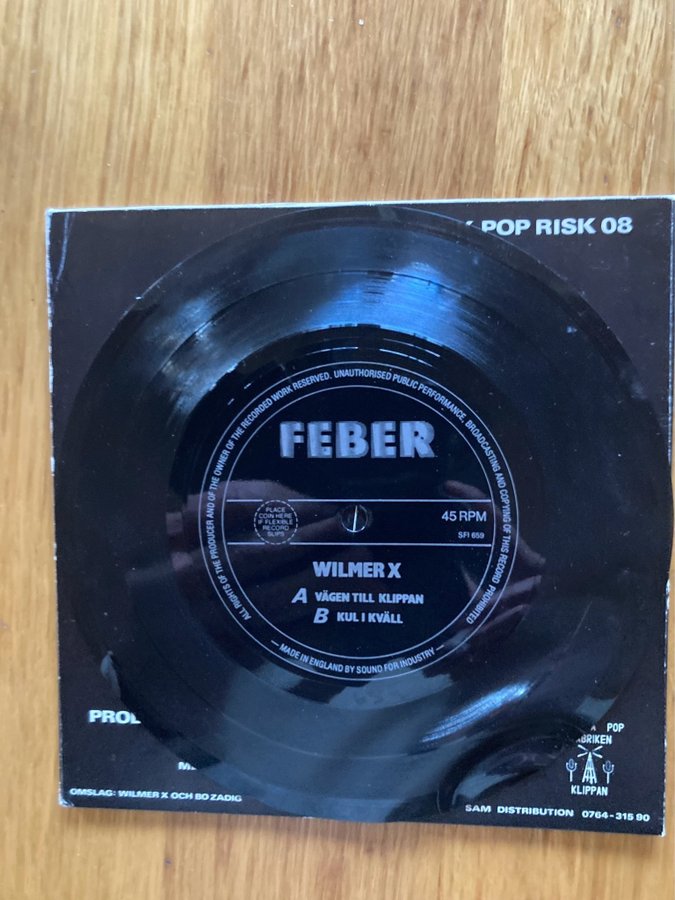 POP RISK 08
ALL RIGHTS OF THE PRODUCER AND OF THE OWNER OF THE RECORDED WORK RESERVED. UNAUTHORISED PUBLIC PERFORMANCE, BROADCASTING AND COPYING OF THIS RECORD PROHIBITED
FEBER
PLACE
COIN HERE
IF FLEXIBLE
RECORD
SLIPS
45 RPM
SFI 659
WILMER X
A VÄGEN TILL KLIPPAN
B KUL I KVÄLL
— MADE IN ENGLAND BY SOUND FOR INDUSTRY —
POP
KLIPPAN
OMSLAG: WILMER X OCH BO ZADIG
SAM DISTRIBUTION 0764-315 90